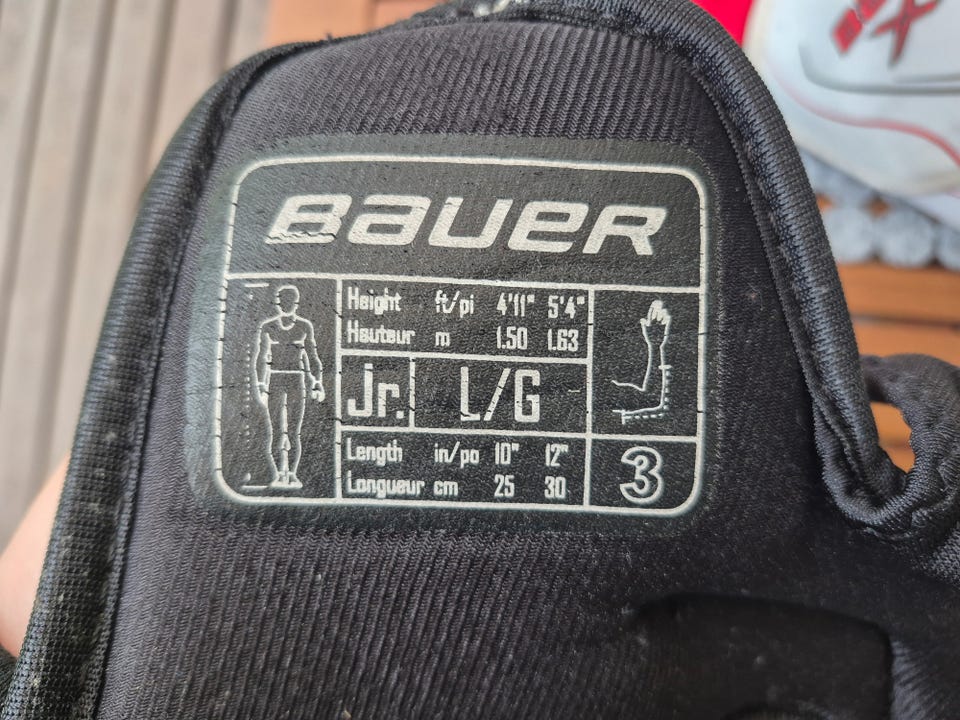 BAUER
Height ft/pi 4'11" 5'4"
Hauteur m 1.50 1.63
Jr. L/G
Length in/po 10" 12"
Longueur cm 25 30
3